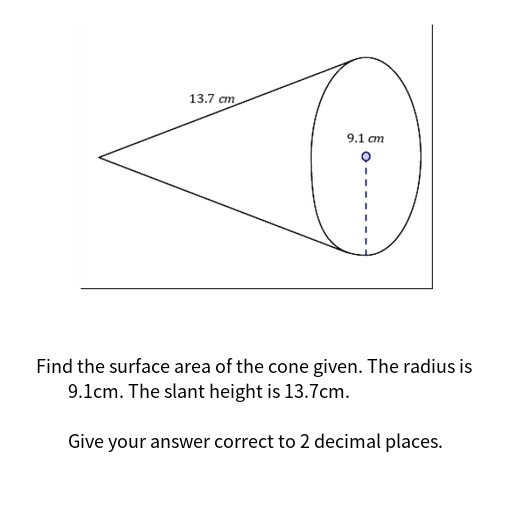 13.7 cm
9.1 cm
Find the surface area of the cone given. The radius is
9.1cm. The slant height is 13.7cm.
Give your answer correct to 2 decimal places.